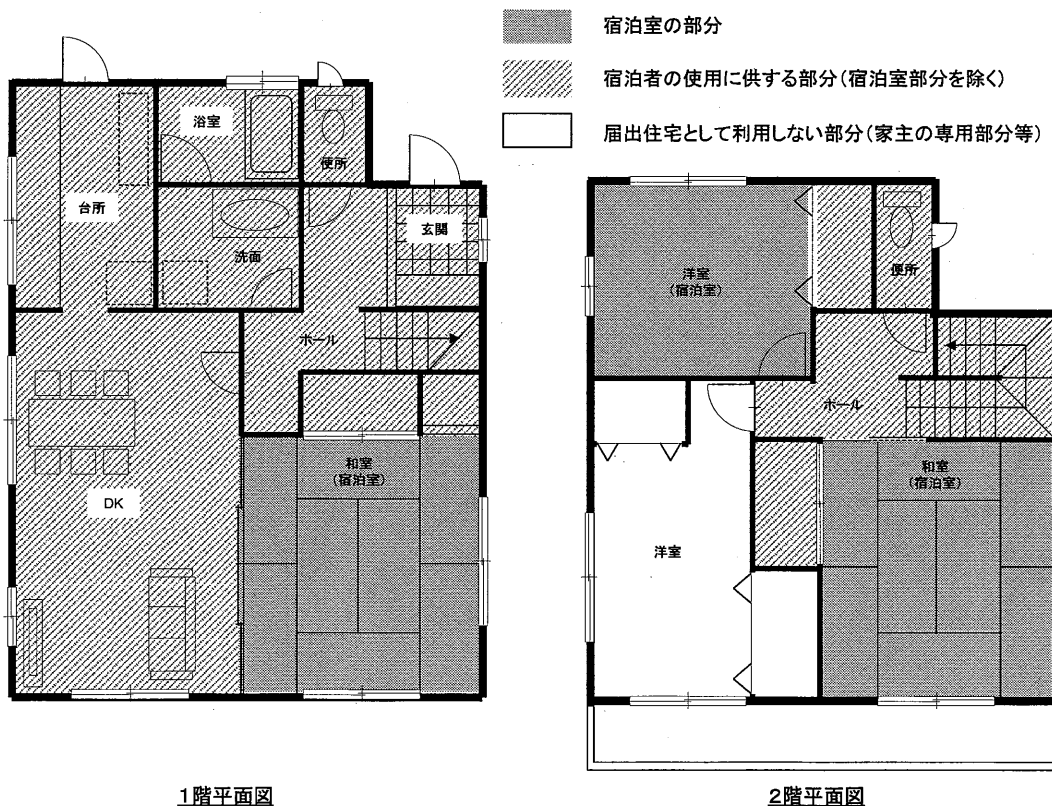 宿泊室の部分
宿泊者の使用に供する部分(宿泊室部分を除く)
届出住宅として利用しない部分(家主の専用部分等)
浴室
便所
台所
洗面
玄関
ホール
和室
(宿泊室)
DK
1階平面図
洋室
(宿泊室)
便所
ホール
和室
(宿泊室)
洋室
2階平面図